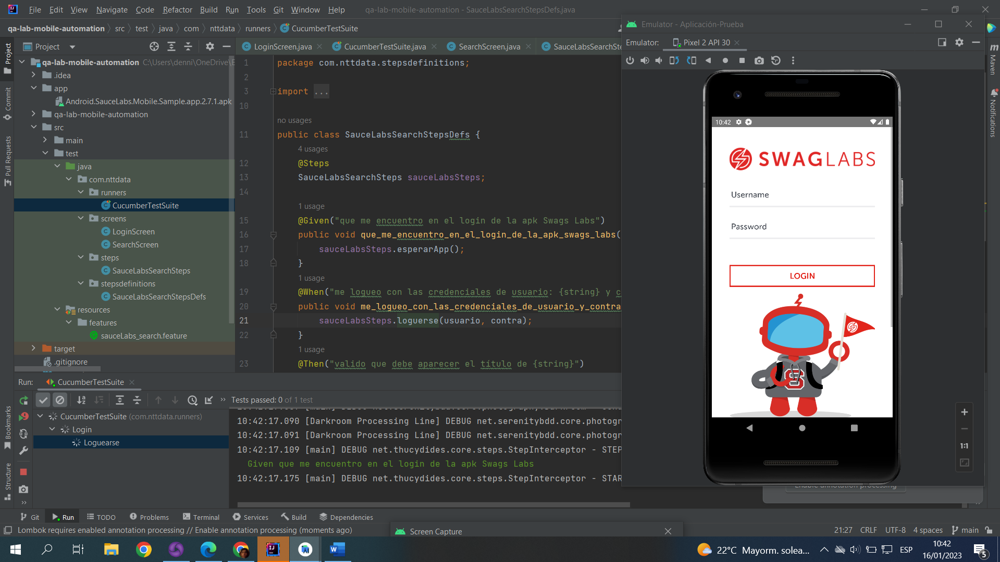 File Edit View Navigate Code Refactor Build Run Tools Git Window Help
qa-lab-mobile-automation - SauceLabsSearchStepsDefs.java
qa-lab-mobile-automation src test java com nttdata runners CucumberTestSuite
Project
LoginScreen.java
CucumberTestSuite.java
SearchScreen.java
SauceLabsSearchSte
qa-lab-mobile-automation C:\Users\denni\OneDrive\E
.idea
app
Android.SauceLabs.Mobile.Sample.app.2.7.1.apk
qa-lab-mobile-automation
src
main
test
java
com.nttdata
runners
CucumberTestSuite
screens
LoginScreen
SearchScreen
steps
SauceLabsSearchSteps
stepsdefinitions
SauceLabsSearchStepsDefs
resources
features
sauceLabs_search.feature
target
.gitignore
Project
Commit
Pull Requests
Bookmarks
Structure
1 package com.nttdata.stepsdefinitions;
2
3 import ...
10
no usages
11 public class SauceLabsSearchStepsDefs {
4 usages
12 @Steps
13 SauceLabsSearchSteps sauceLabsSteps;
14
1 usage
15 @Given("que me encuentro en el login de la apk Swags Labs")
16 public void que_me_encuentro_en_el_login_de_la_apk_swags_labs(
17 sauceLabsSteps.esperarApp();
18 }
1 usage
19 @When("me logueo con las credenciales de usuario: {string} y c
20 public void me_logueo_con_las_credenciales_de_usuario_y_contra
21 sauceLabsSteps.loguerse(usuario, contra);
22 }
1 usage
23 @Then("valido que debe aparecer el título de {string}")
Emulator - Aplicación-Prueba
Emulator: Pixel 2 API 30
10:42
SWAGLABS
Username
Password
LOGIN
S
1:1
Maven
Notifications
Run: CucumberTestSuite
Tests passed: 0 of 1 test
CucumberTestSuite (com.nttdata.runners)
Login
Loguearse
10:42:17.090 [Darkroom Processing Line] DEBUG net.serenitybdd.core.photogr
10:42:17.091 [Darkroom Processing Line] DEBUG net.serenitybdd.core.photogr
10:42:17.109 [main] DEBUG net.thucydides.core.steps.StepInterceptor - STEP
Given que me encuentro en el login de la apk Swags Labs
10:42:17.175 [main] DEBUG net.thucydides.core.steps.StepInterceptor - STAR
Enable annotation processing
Git Run TODO Problems Terminal Services Build Dependencies
Lombok requires enabled annotation processing // Enable annotation processing (moments ago)
Screen Capture
21:27 CRLF UTF-8 4 spaces main
22°C Mayorm. solea...
ESP
10:42
16/01/2023
5